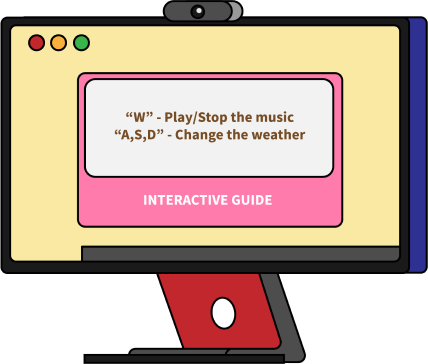 “W” - Play/Stop the music
“A,S,D” - Change the weather
INTERACTIVE GUIDE